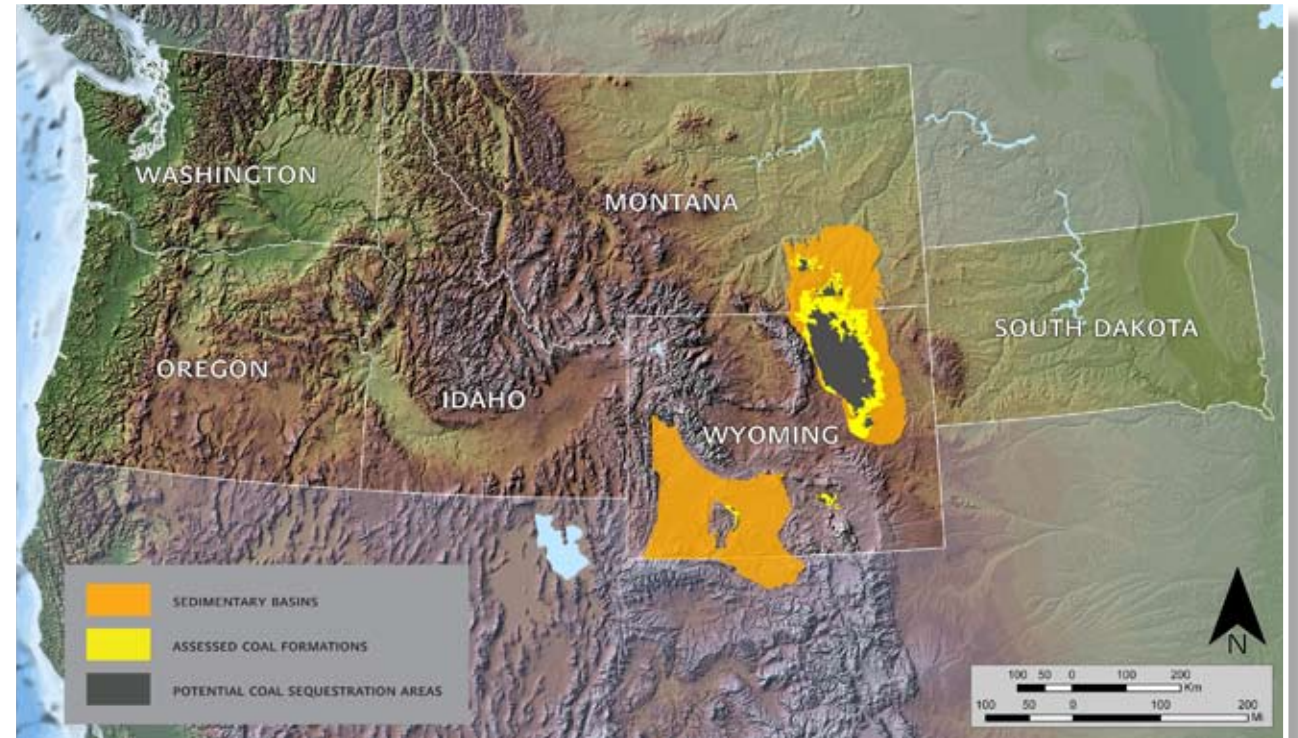 WASHINGTON
MONTANA
OREGON
IDAHO
SOUTH DAKOTA
WYOMING
SEDIMENTARY BASINS
ASSESSED COAL FORMATIONS
POTENTIAL COAL SEQUESTRATION AREAS
N
100 50 0 100 200
Km
100 50 0 100 200
Mi